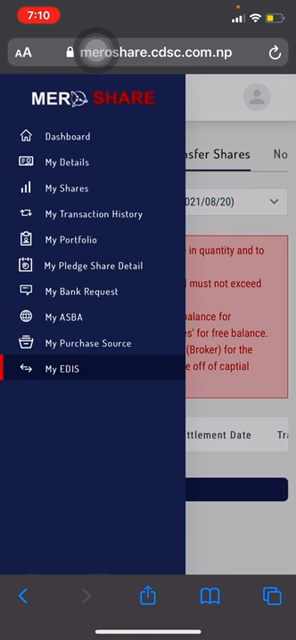 7:10
AA meroshare.cdsc.com.np
MERO SHARE
Dashboard
My Details
nsfer Shares No
My Shares
021/08/20)
My Transaction History
My Portfolio
in quantity and to
My Pledge Share Detail
must not exceed
My Bank Request
My ASBA
alance for
es' for free balance.
My Purchase Source
(Broker) for the
My EDIS
e off of captial
ttlement Date Tra